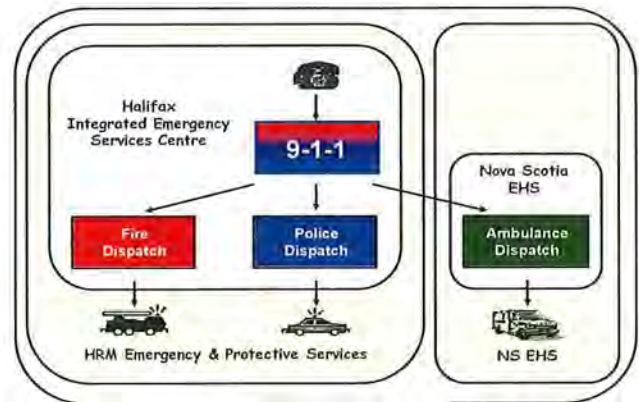 Halifax
Integrated Emergency
Services Centre
9-1-1
Nova Scotia
EHS
Fire
Dispatch
Police
Dispatch
Ambulance
Dispatch
HRM Emergency & Protective Services
NS EHS